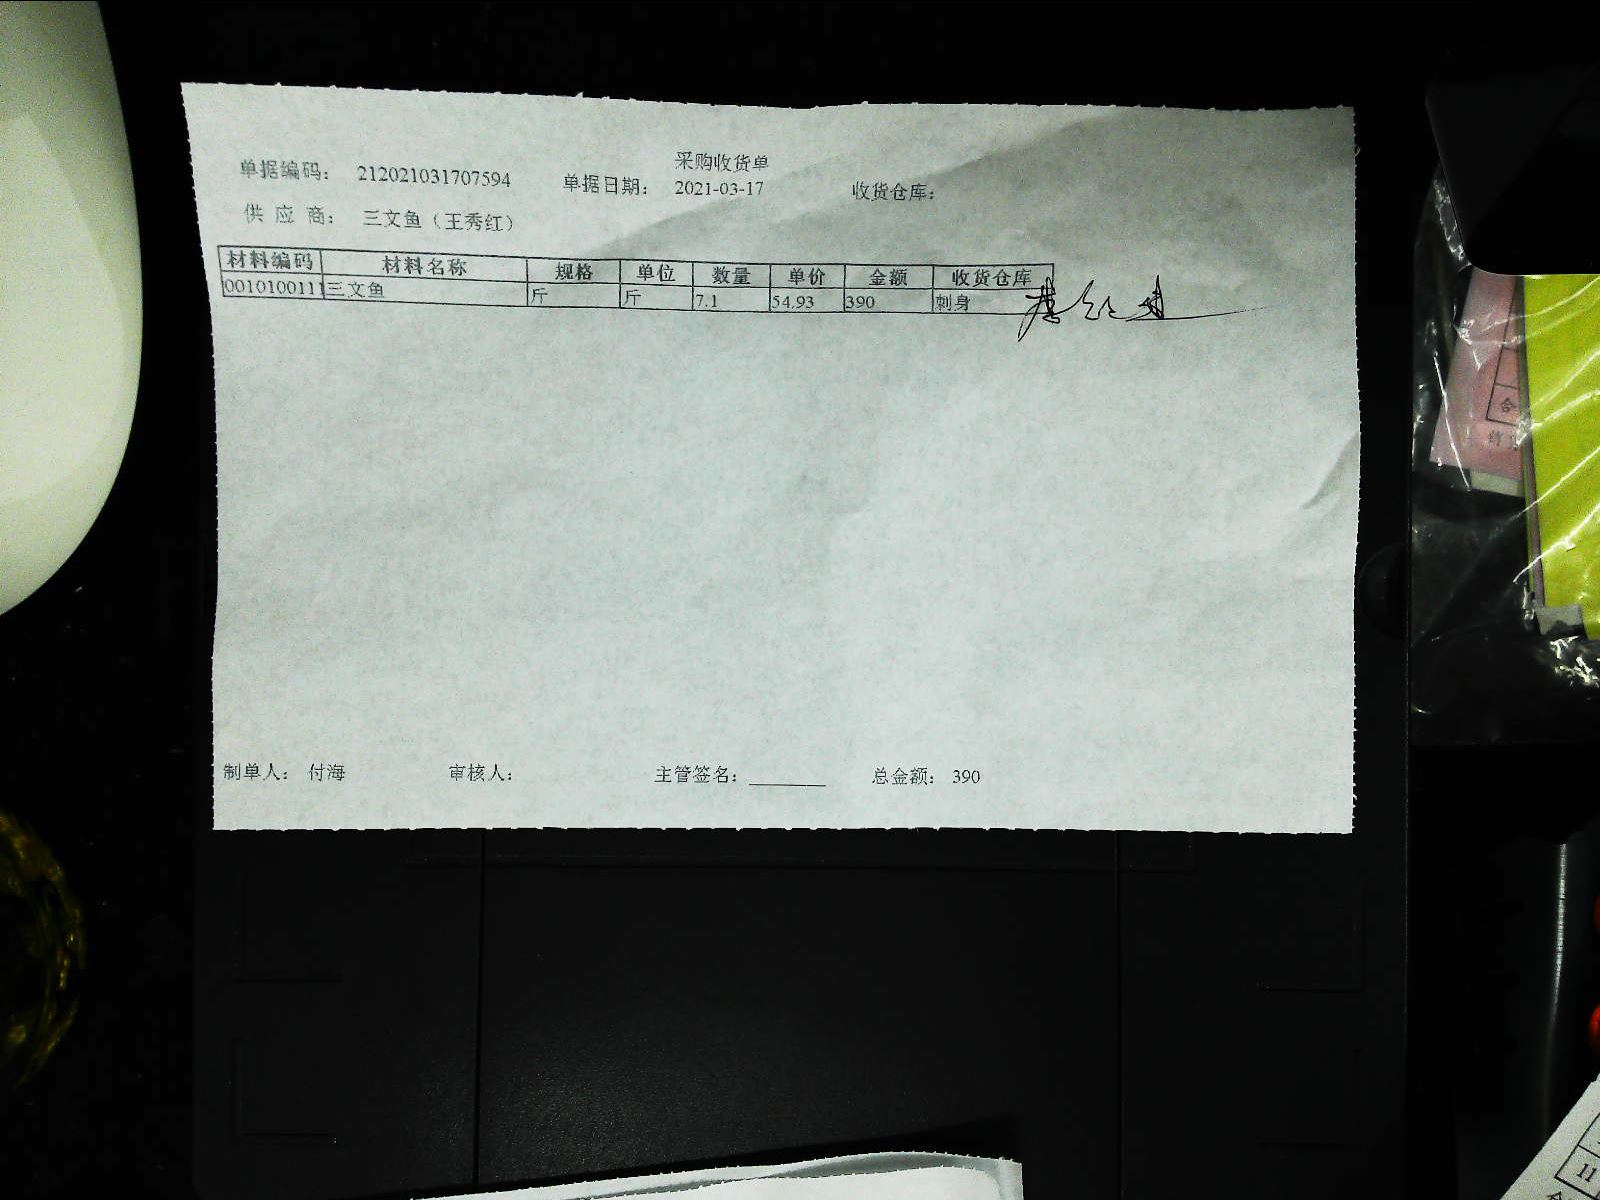 采购收货单
单据编码： 212021031707594 单据日期： 2021-03-17 收货仓库：
供 应 商： 三文鱼（王秀红）
材料编码 材料名称 规格 单位 数量 单价 金额 收货仓库
0010100111 三文鱼 斤 斤 7.1 54.93 390 刺身
制单人： 付海 审核人： 主管签名：________ 总金额： 390
合
11